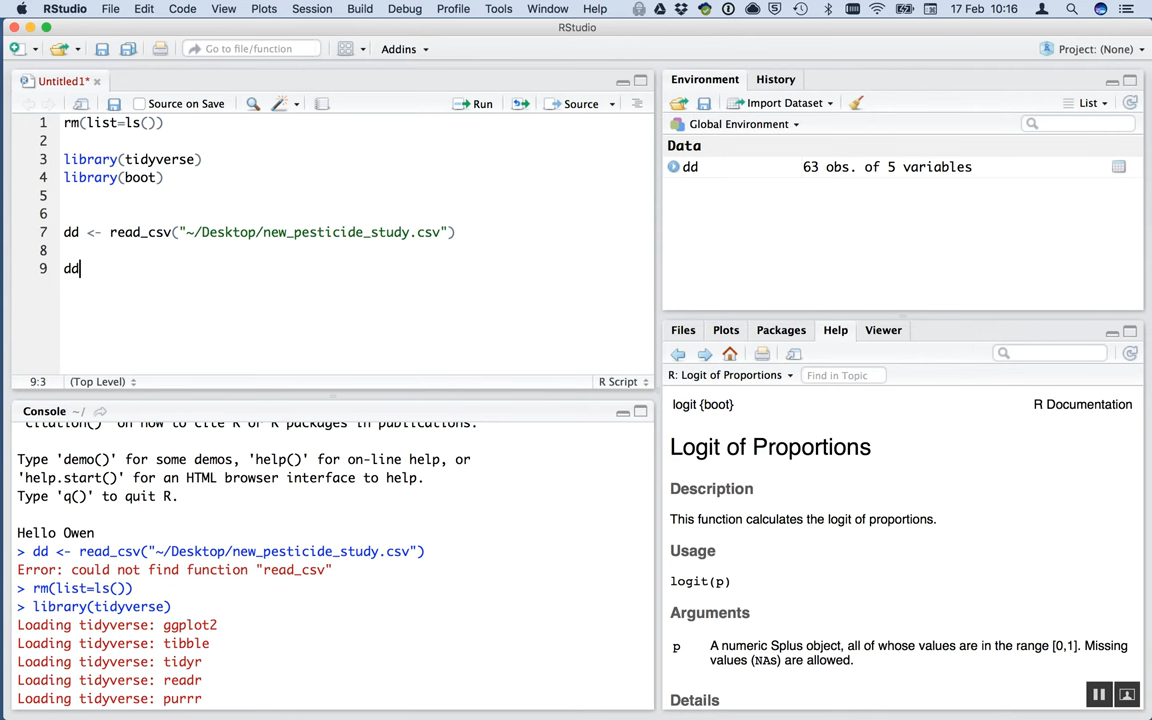 RStudio File Edit Code View Plots Session Build Debug Profile Tools Window Help 17 Feb 10:16
RStudio
Go to file/function Addins Project: (None)
Untitled1*
Source on Save Run Source
1 rm(list=ls())
2
3 library(tidyverse)
4 library(boot)
5
6
7 dd <- read_csv("~/Desktop/new_pesticide_study.csv")
8
9 dd
9:3 (Top Level) R Script
Console ~/
'citation()' on how to cite R or R packages in publications.
Type 'demo()' for some demos, 'help()' for on-line help, or
'help.start()' for an HTML browser interface to help.
Type 'q()' to quit R.
Hello Owen
> dd <- read_csv("~/Desktop/new_pesticide_study.csv")
Error: could not find function "read_csv"
> rm(list=ls())
> library(tidyverse)
Loading tidyverse: ggplot2
Loading tidyverse: tibble
Loading tidyverse: tidyr
Loading tidyverse: readr
Loading tidyverse: purrr
Environment History
Import Dataset List
Global Environment
Data
dd 63 obs. of 5 variables
Files Plots Packages Help Viewer
R: Logit of Proportions Find in Topic
logit {boot} R Documentation
Logit of Proportions
Description
This function calculates the logit of proportions.
Usage
logit(p)
Arguments
p A numeric Splus object, all of whose values are in the range [0,1]. Missing
values (NAs) are allowed.
Details